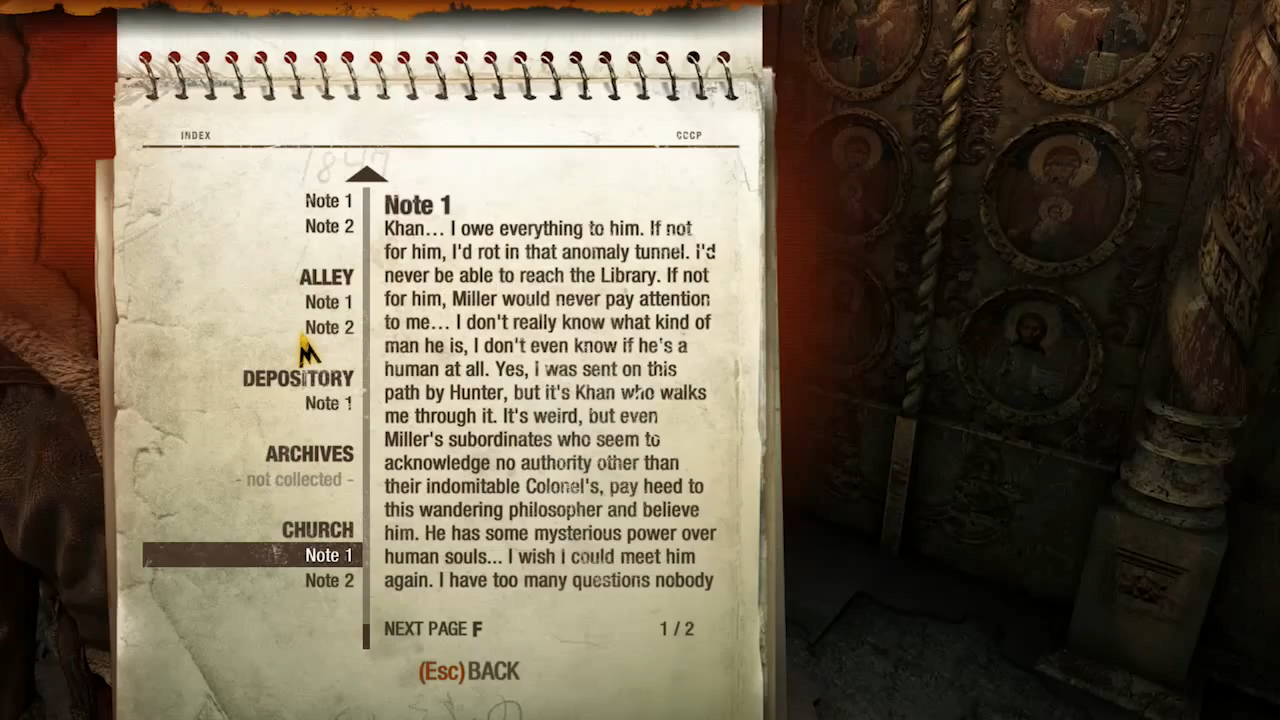 INDEX
CCCP
Note 1
Note 2
ALLEY
Note 1
Note 2
DEPOSITORY
Note 1
ARCHIVES
- not collected -
CHURCH
Note 1
Note 2
Note 1
Khan... I owe everything to him. If not
for him, I'd rot in that anomaly tunnel. I'd
never be able to reach the Library. If not
for him, Miller would never pay attention
to me... I don't really know what kind of
man he is, I don't even know if he's a
human at all. Yes, I was sent on this
path by Hunter, but it's Khan who walks
me through it. It's weird, but even
Miller's subordinates who seem to
acknowledge no authority other than
their indomitable Colonel's, pay heed to
this wandering philosopher and believe
him. He has some mysterious power over
human souls... I wish I could meet him
again. I have too many questions nobody
NEXT PAGE F
1 / 2
(Esc) BACK